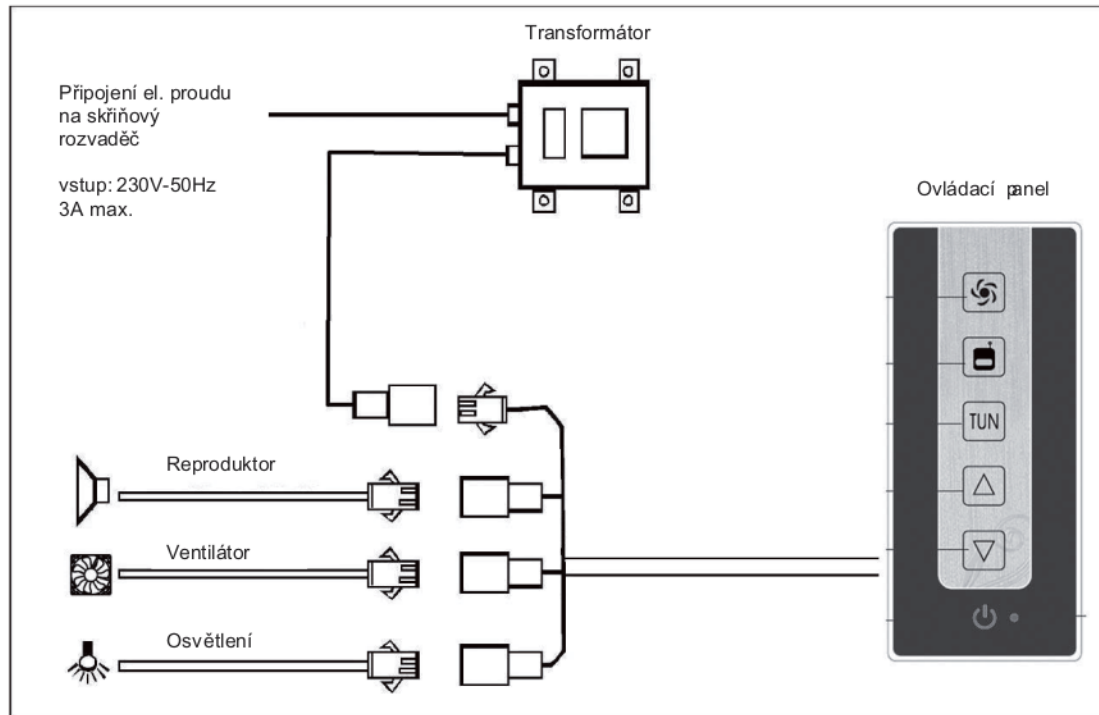 Transformátor
Připojení el. proudu
na skříňový
rozvaděč
vstup: 230V-50Hz
3A max.
Ovládací panel
TUN
Reproduktor
Ventilátor
Osvětlení